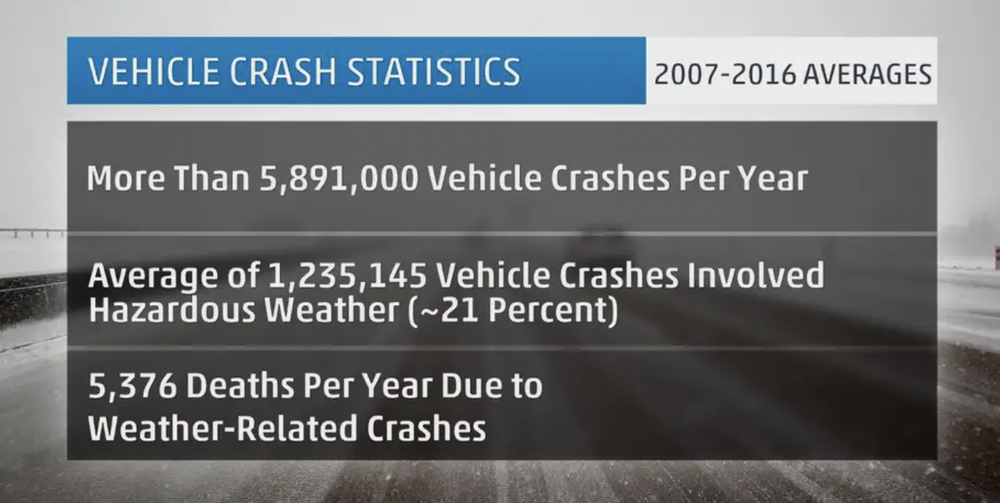 VEHICLE CRASH STATISTICS
2007-2016 AVERAGES
More Than 5,891,000 Vehicle Crashes Per Year
Average of 1,235,145 Vehicle Crashes Involved
Hazardous Weather (~21 Percent)
5,376 Deaths Per Year Due to
Weather-Related Crashes